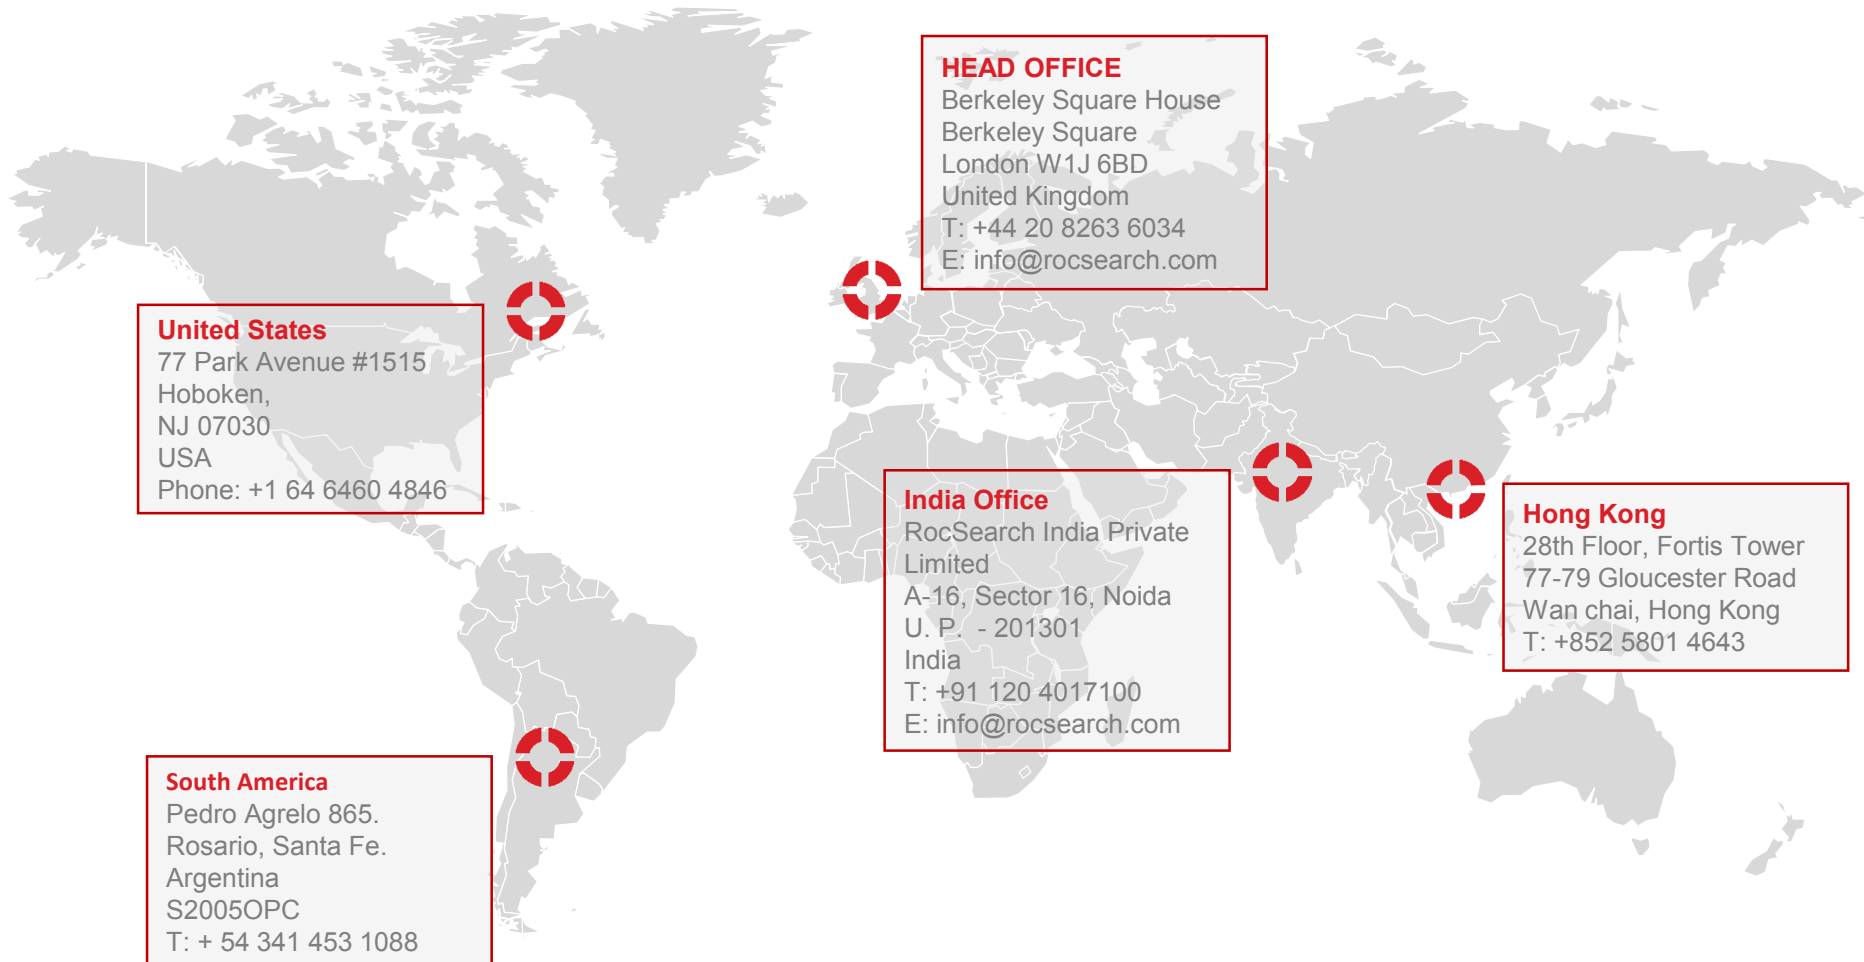 HEAD OFFICE
Berkeley Square House
Berkeley Square
London W1J 6BD
United Kingdom
T: +44 20 8263 6034
E: info@rocsearch.com
United States
77 Park Avenue #1515
Hoboken,
NJ 07030
USA
Phone: +1 64 6460 4846
India Office
RocSearch India Private
Limited
A-16, Sector 16, Noida
U. P.  - 201301
India
T: +91 120 4017100
E: info@rocsearch.com
Hong Kong
28th Floor, Fortis Tower
77-79 Gloucester Road
Wan chai, Hong Kong
T: +852 5801 4643
South America
Pedro Agrelo 865.
Rosario, Santa Fe.
Argentina
S2005OPC
T: + 54 341 453 1088